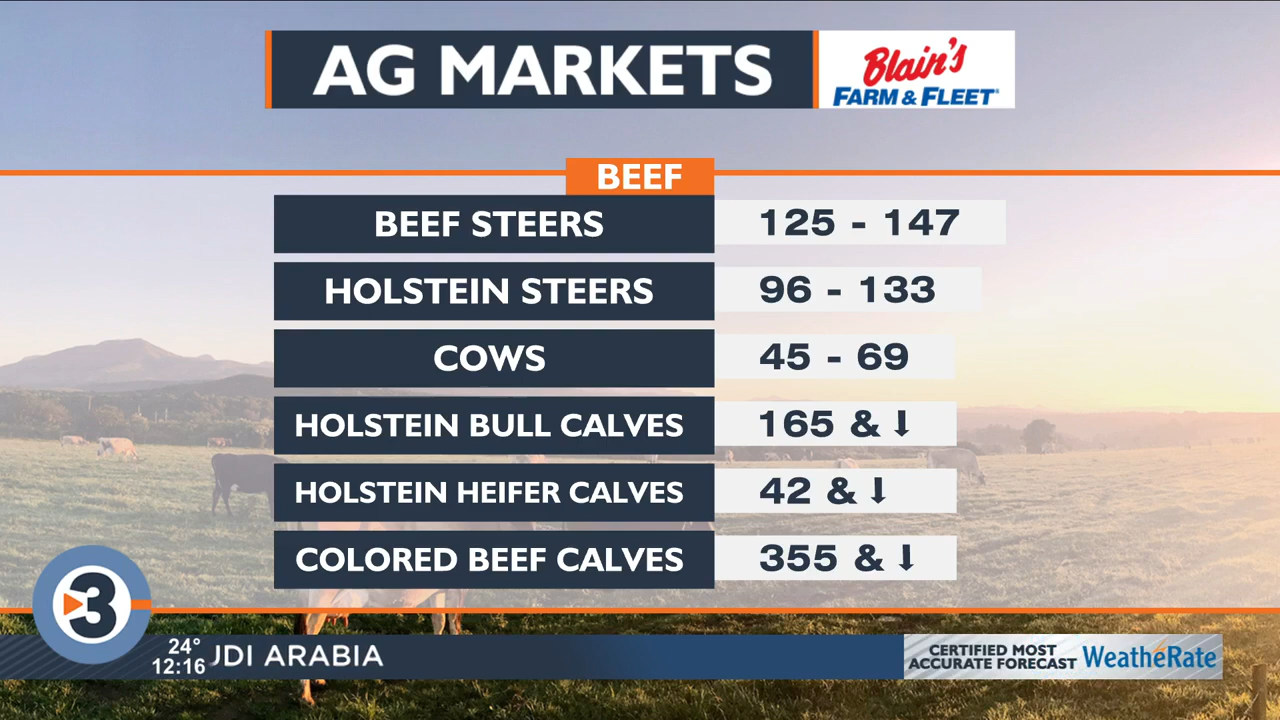 AG MARKETS
Blain's
FARM & FLEET
BEEF
BEEF STEERS 125 - 147
HOLSTEIN STEERS 96 - 133
COWS 45 - 69
HOLSTEIN BULL CALVES 165 & ⬇
HOLSTEIN HEIFER CALVES 42 & ⬇
COLORED BEEF CALVES 355 & ⬇
3
24°
12:16
UDI ARABIA
CERTIFIED MOST
ACCURATE FORECAST
WeatheRate